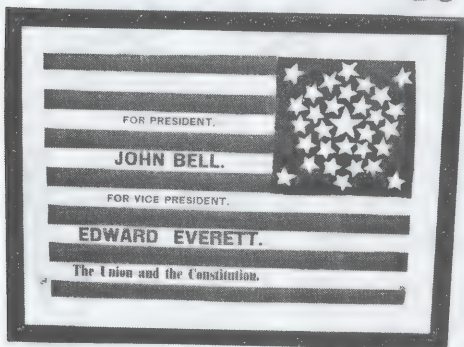 FOR PRESIDENT.
JOHN BELL.
FOR VICE PRESIDENT.
EDWARD EVERETT.
The Union and the Constitution.